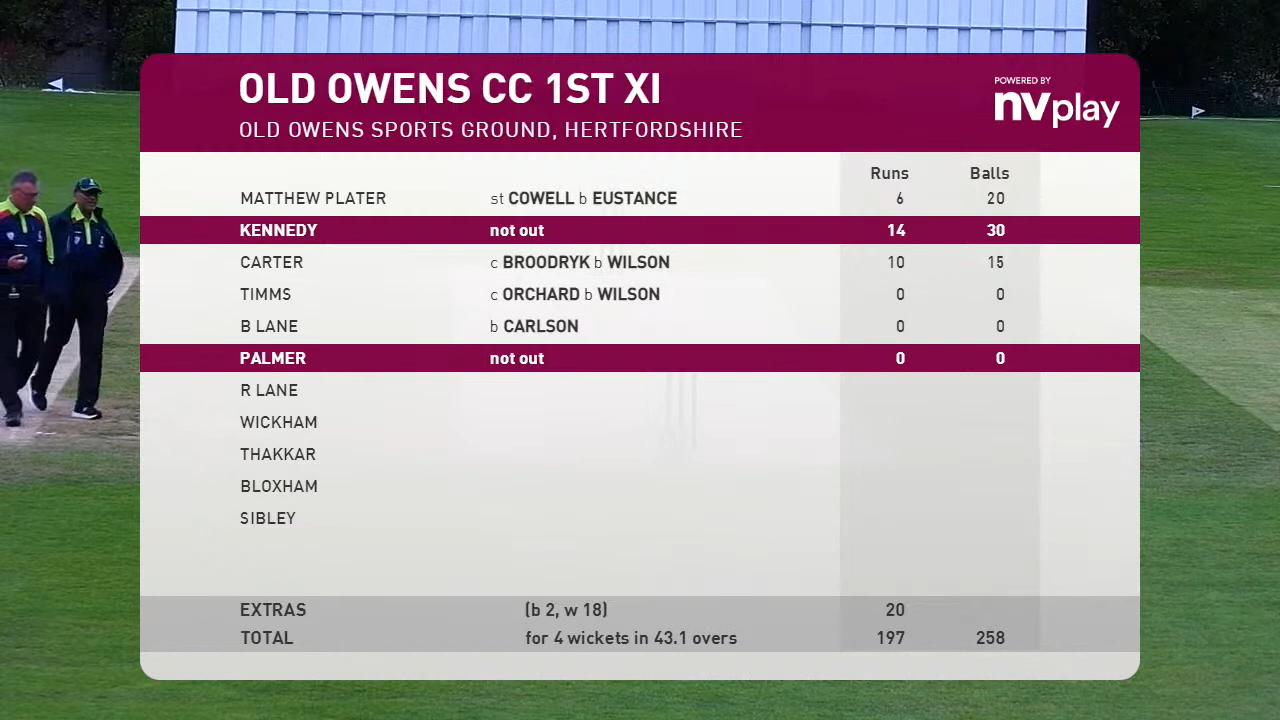 OLD OWENS CC 1ST XI
OLD OWENS SPORTS GROUND, HERTFORDSHIRE
POWERED BY
nvplay
Runs Balls
MATTHEW PLATER st COWELL b EUSTANCE 6 20
KENNEDY not out 14 30
CARTER c BROODRYK b WILSON 10 15
TIMMS c ORCHARD b WILSON 0 0
B LANE b CARLSON 0 0
PALMER not out 0 0
R LANE
WICKHAM
THAKKAR
BLOXHAM
SIBLEY
EXTRAS (b 2, w 18) 20
TOTAL for 4 wickets in 43.1 overs 197 258